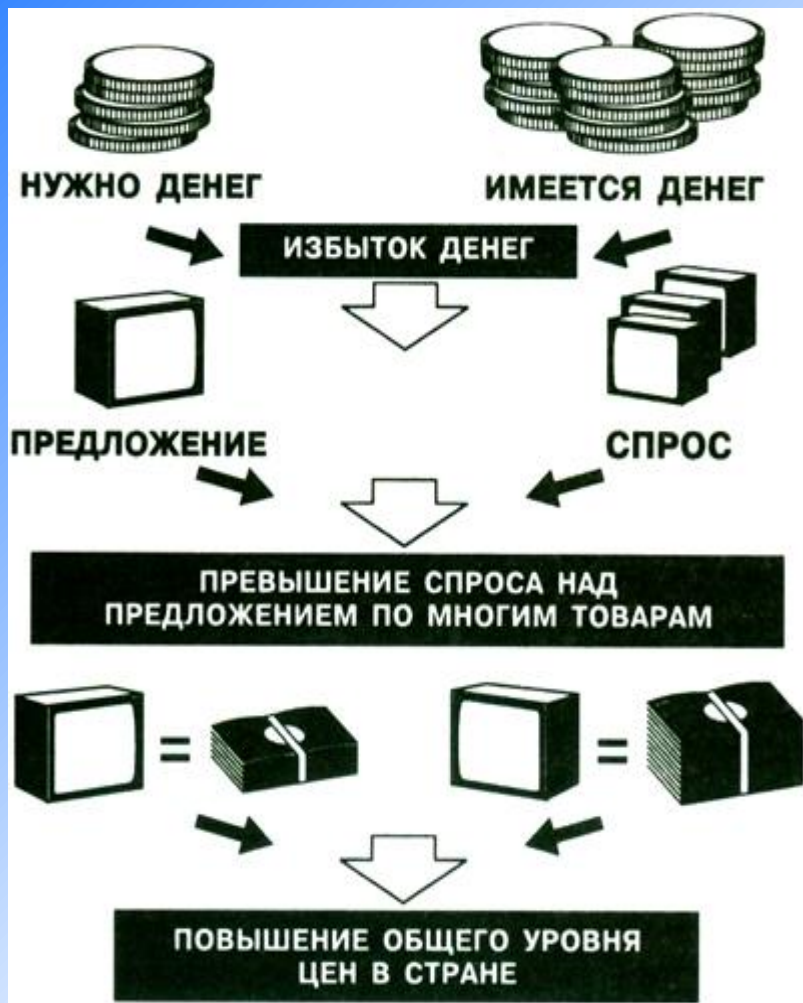 НУЖНО ДЕНЕГ
ИМЕЕТСЯ ДЕНЕГ
ИЗБЫТОК ДЕНЕГ
ПРЕДЛОЖЕНИЕ
СПРОС
ПРЕВЫШЕНИЕ СПРОСА НАД
ПРЕДЛОЖЕНИЕМ ПО МНОГИМ ТОВАРАМ
=
=
ПОВЫШЕНИЕ ОБЩЕГО УРОВНЯ
ЦЕН В СТРАНЕ